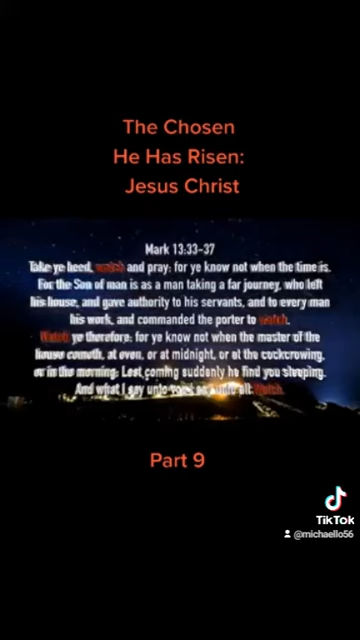 The Chosen
He Has Risen:
Jesus Christ
Mark 13:33-37
Take ye heed, watch and pray: for ye know not when the time is.
For the Son of man is as a man taking a far journey, who left
his house, and gave authority to his servants, and to every man
his work, and commanded the porter to watch.
Watch ye therefore: for ye know not when the master of the
house cometh, at even, or at midnight, or at the cockcrowing,
or in the morning: Lest coming suddenly he find you sleeping.
And what I say unto you I say unto all: Watch.
Part 9
TikTok
@michaello56